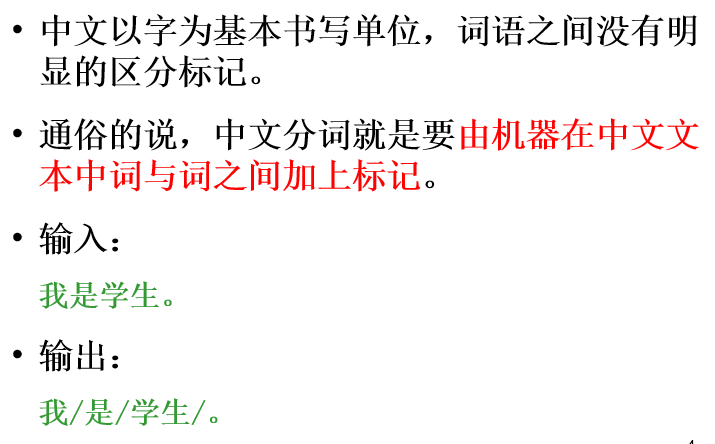 • 中文以字为基本书写单位，词语之间没有明
显的区分标记。
• 通俗的说，中文分词就是要由机器在中文文
本中词与词之间加上标记。
• 输入：
我是学生。
• 输出：
我/是/学生/。